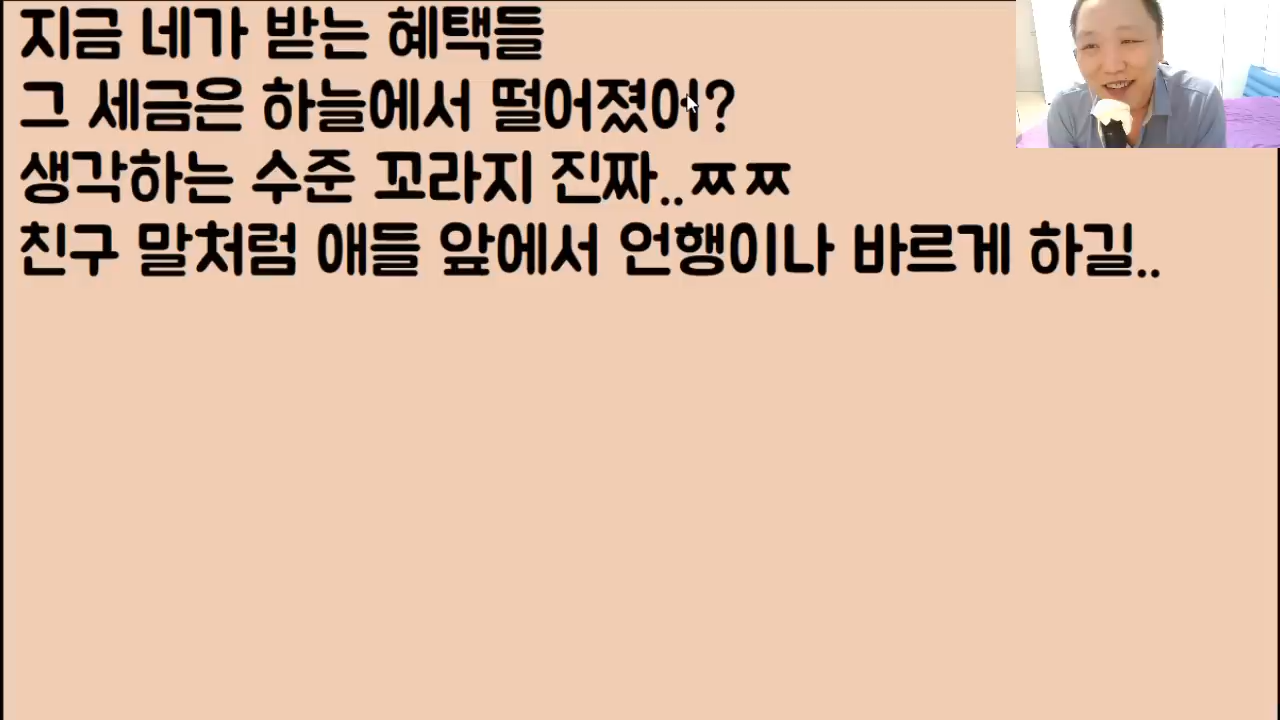 지금 네가 받는 혜택들
그 세금은 하늘에서 떨어졌어?
생각하는 수준 꼬라지 진짜..ㅉㅉ
친구 말처럼 애들 앞에서 언행이나 바르게 하길..